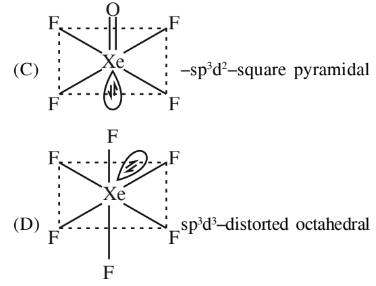 O
F F
(C) Xe –sp³d²–square pyramidal
F F
F
F F
Xe
(D) sp³d³–distorted octahedral
F F
F